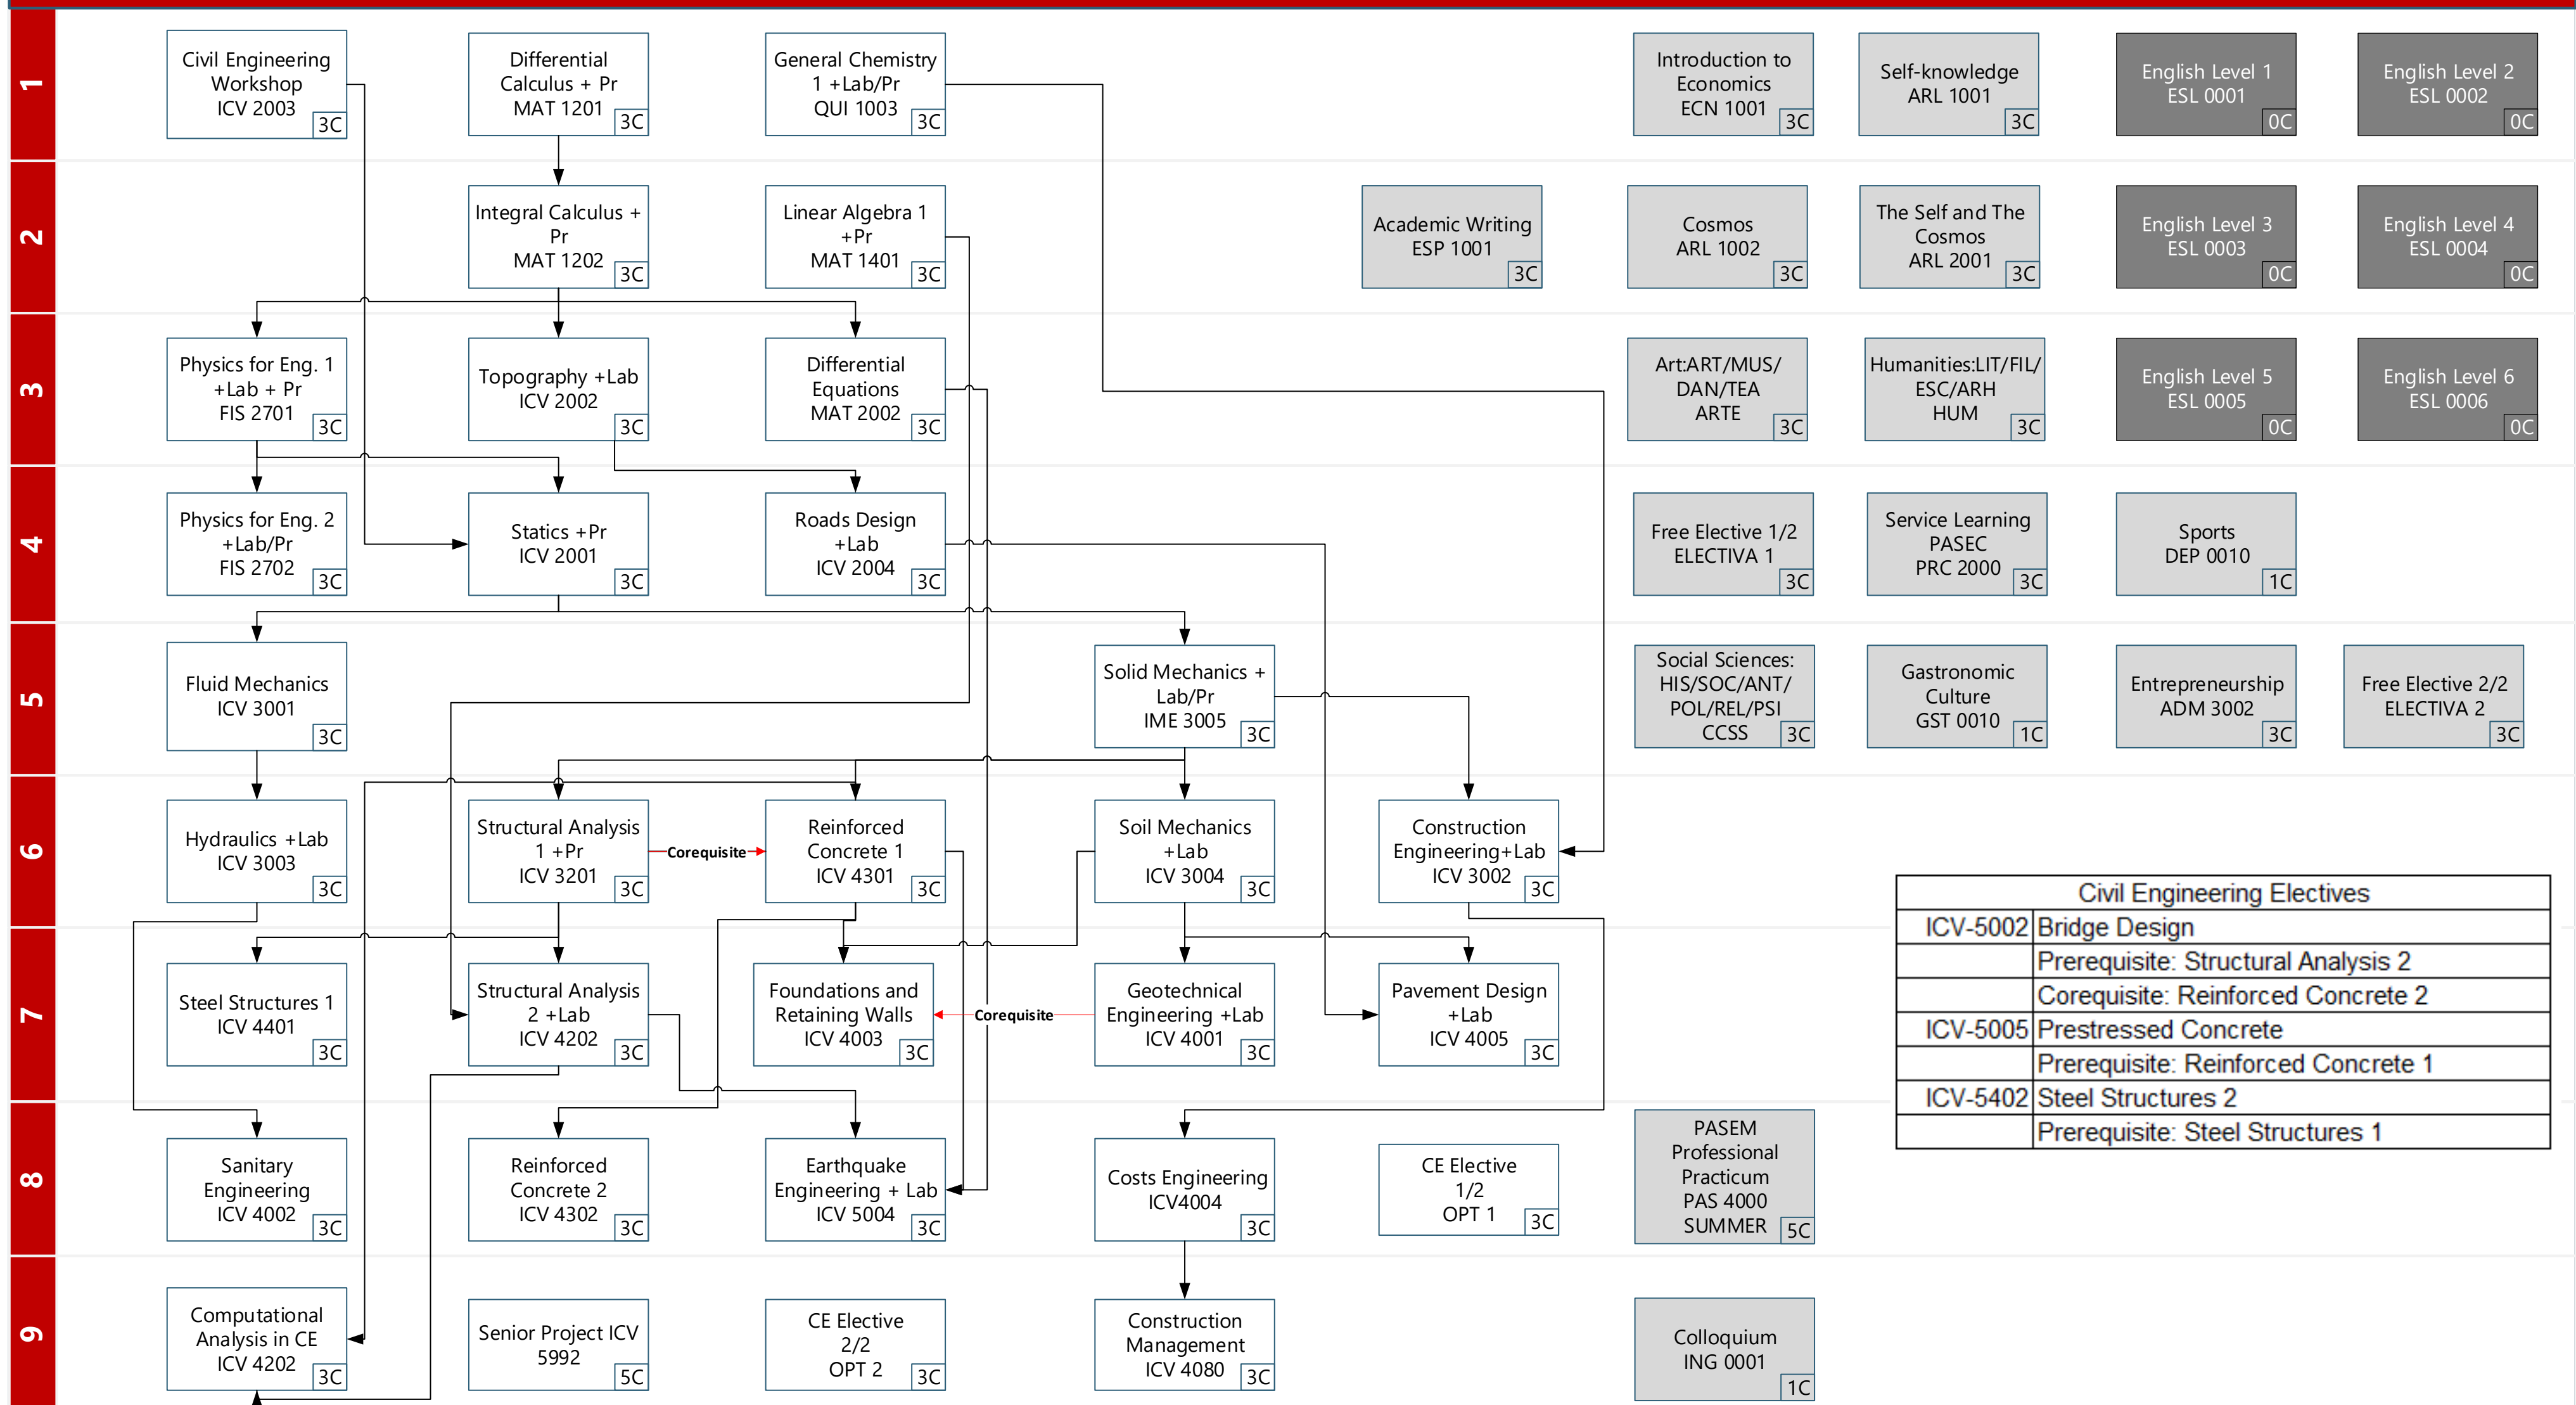 1
Civil Engineering
Workshop
ICV 2003
3C
Differential
Calculus + Pr
MAT 1201
3C
General Chemistry
1 +Lab/Pr
QUI 1003
3C
Introduction to
Economics
ECN 1001
3C
Self-knowledge
ARL 1001
3C
English Level 1
ESL 0001
0C
English Level 2
ESL 0002
0C
2
Integral Calculus +
Pr
MAT 1202
3C
Linear Algebra 1
+Pr
MAT 1401
3C
Academic Writing
ESP 1001
3C
Cosmos
ARL 1002
3C
The Self and The
Cosmos
ARL 2001
3C
English Level 3
ESL 0003
0C
English Level 4
ESL 0004
0C
3
Physics for Eng. 1
+Lab + Pr
FIS 2701
3C
Topography +Lab
ICV 2002
3C
Differential
Equations
MAT 2002
3C
Art:ART/MUS/
DAN/TEA
ARTE
3C
Humanities:LIT/FIL/
ESC/ARH
HUM
3C
English Level 5
ESL 0005
0C
English Level 6
ESL 0006
0C
4
Physics for Eng. 2
+Lab/Pr
FIS 2702
3C
Statics +Pr
ICV 2001
3C
Roads Design
+Lab
ICV 2004
3C
Free Elective 1/2
ELECTIVA 1
3C
Service Learning
PASEC
PRC 2000
3C
Sports
DEP 0010
1C
5
Fluid Mechanics
ICV 3001
3C
Solid Mechanics +
Lab/Pr
IME 3005
3C
Social Sciences:
HIS/SOC/ANT/
POL/REL/PSI
CCSS
3C
Gastronomic
Culture
GST 0010
1C
Entrepreneurship
ADM 3002
3C
Free Elective 2/2
ELECTIVA 2
3C
6
Hydraulics +Lab
ICV 3003
3C
Structural Analysis
1 +Pr
ICV 3201
3C
Corequisite
Reinforced
Concrete 1
ICV 4301
3C
Soil Mechanics
+Lab
ICV 3004
3C
Construction
Engineering+Lab
ICV 3002
3C
Civil Engineering Electives
ICV-5002 Bridge Design
Prerequisite: Structural Analysis 2
Corequisite: Reinforced Concrete 2
ICV-5005 Prestressed Concrete
Prerequisite: Reinforced Concrete 1
ICV-5402 Steel Structures 2
Prerequisite: Steel Structures 1
7
Steel Structures 1
ICV 4401
3C
Structural Analysis
2 +Lab
ICV 4202
3C
Foundations and
Retaining Walls
ICV 4003
3C
Corequisite
Geotechnical
Engineering +Lab
ICV 4001
3C
Pavement Design
+Lab
ICV 4005
3C
8
Sanitary
Engineering
ICV 4002
3C
Reinforced
Concrete 2
ICV 4302
3C
Earthquake
Engineering + Lab
ICV 5004
3C
Costs Engineering
ICV4004
3C
CE Elective
1/2
OPT 1
3C
PASEM
Professional
Practicum
PAS 4000
SUMMER
5C
9
Computational
Analysis in CE
ICV 4202
3C
Senior Project ICV
5992
5C
CE Elective
2/2
OPT 2
3C
Construction
Management
ICV 4080
3C
Colloquium
ING 0001
1C